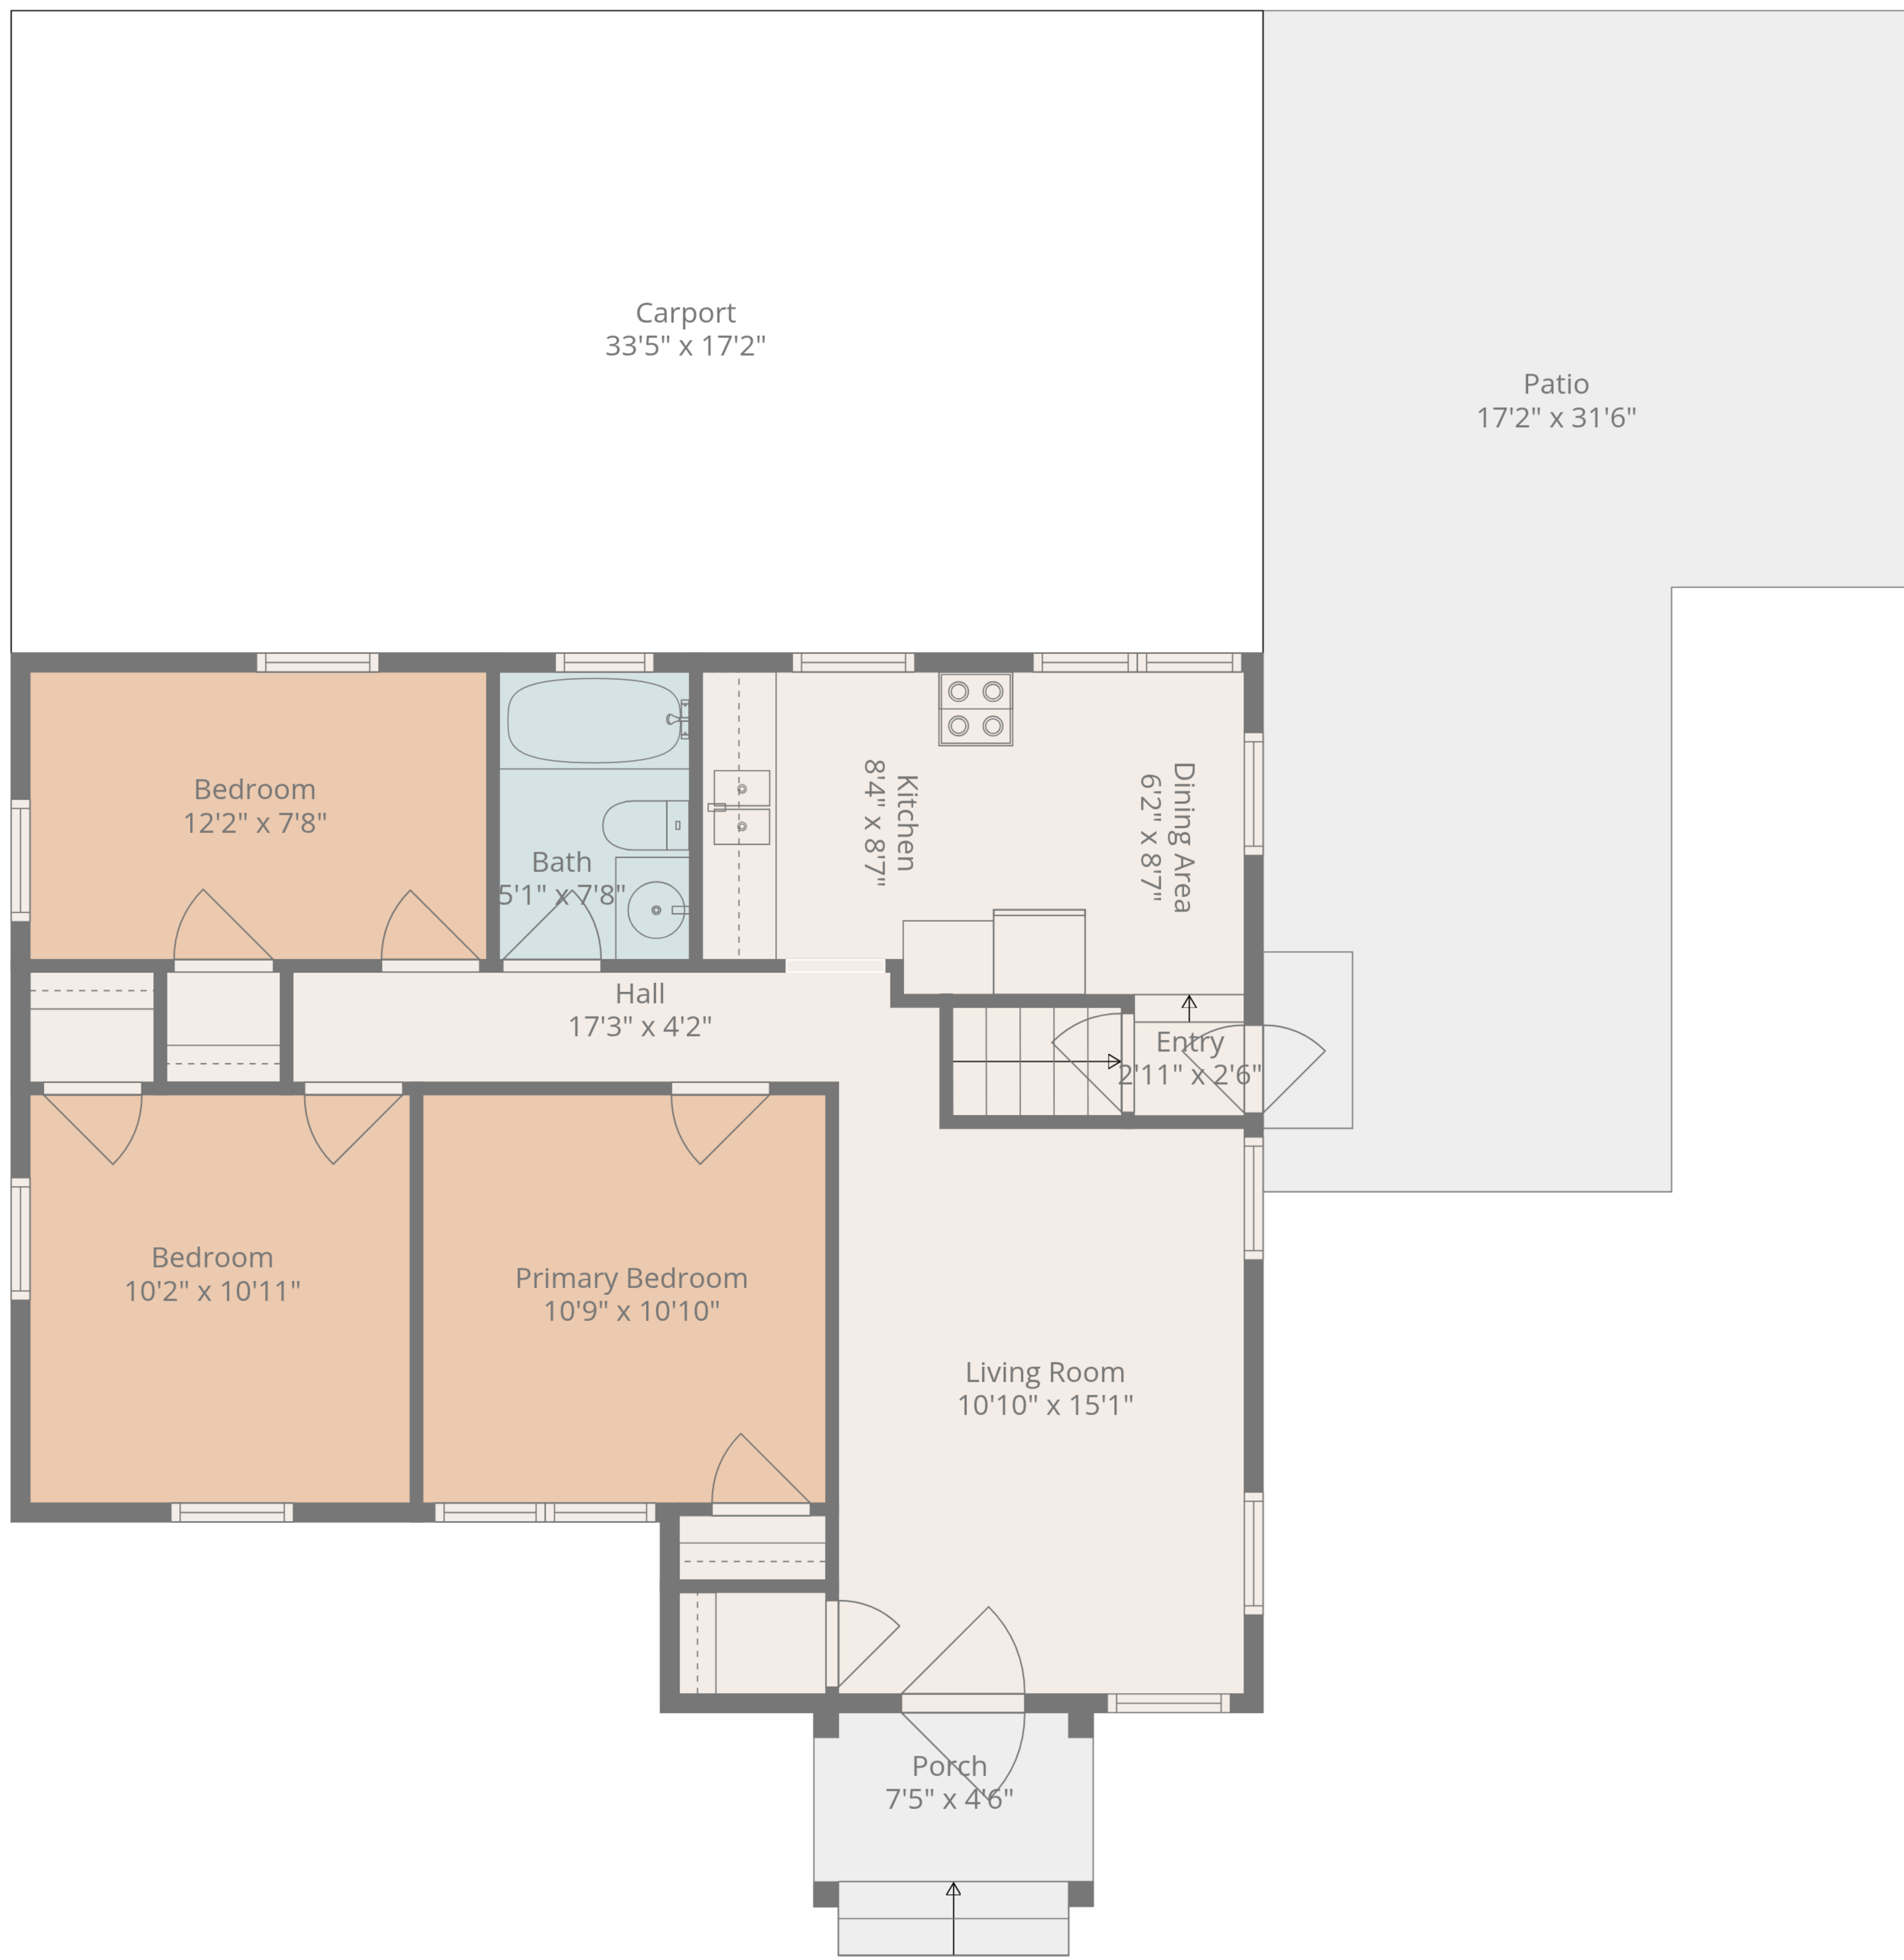 Carport
33'5" x 17'2"
Patio
17'2" x 31'6"
Bedroom
12'2" x 7'8"
Bath
5'1" x 7'8"
Kitchen
8'4" x 8'7"
Dining Area
6'2" x 8'7"
Hall
17'3" x 4'2"
Entry
2'11" x 2'6"
Bedroom
10'2" x 10'11"
Primary Bedroom
10'9" x 10'10"
Living Room
10'10" x 15'1"
Porch
7'5" x 4'6"